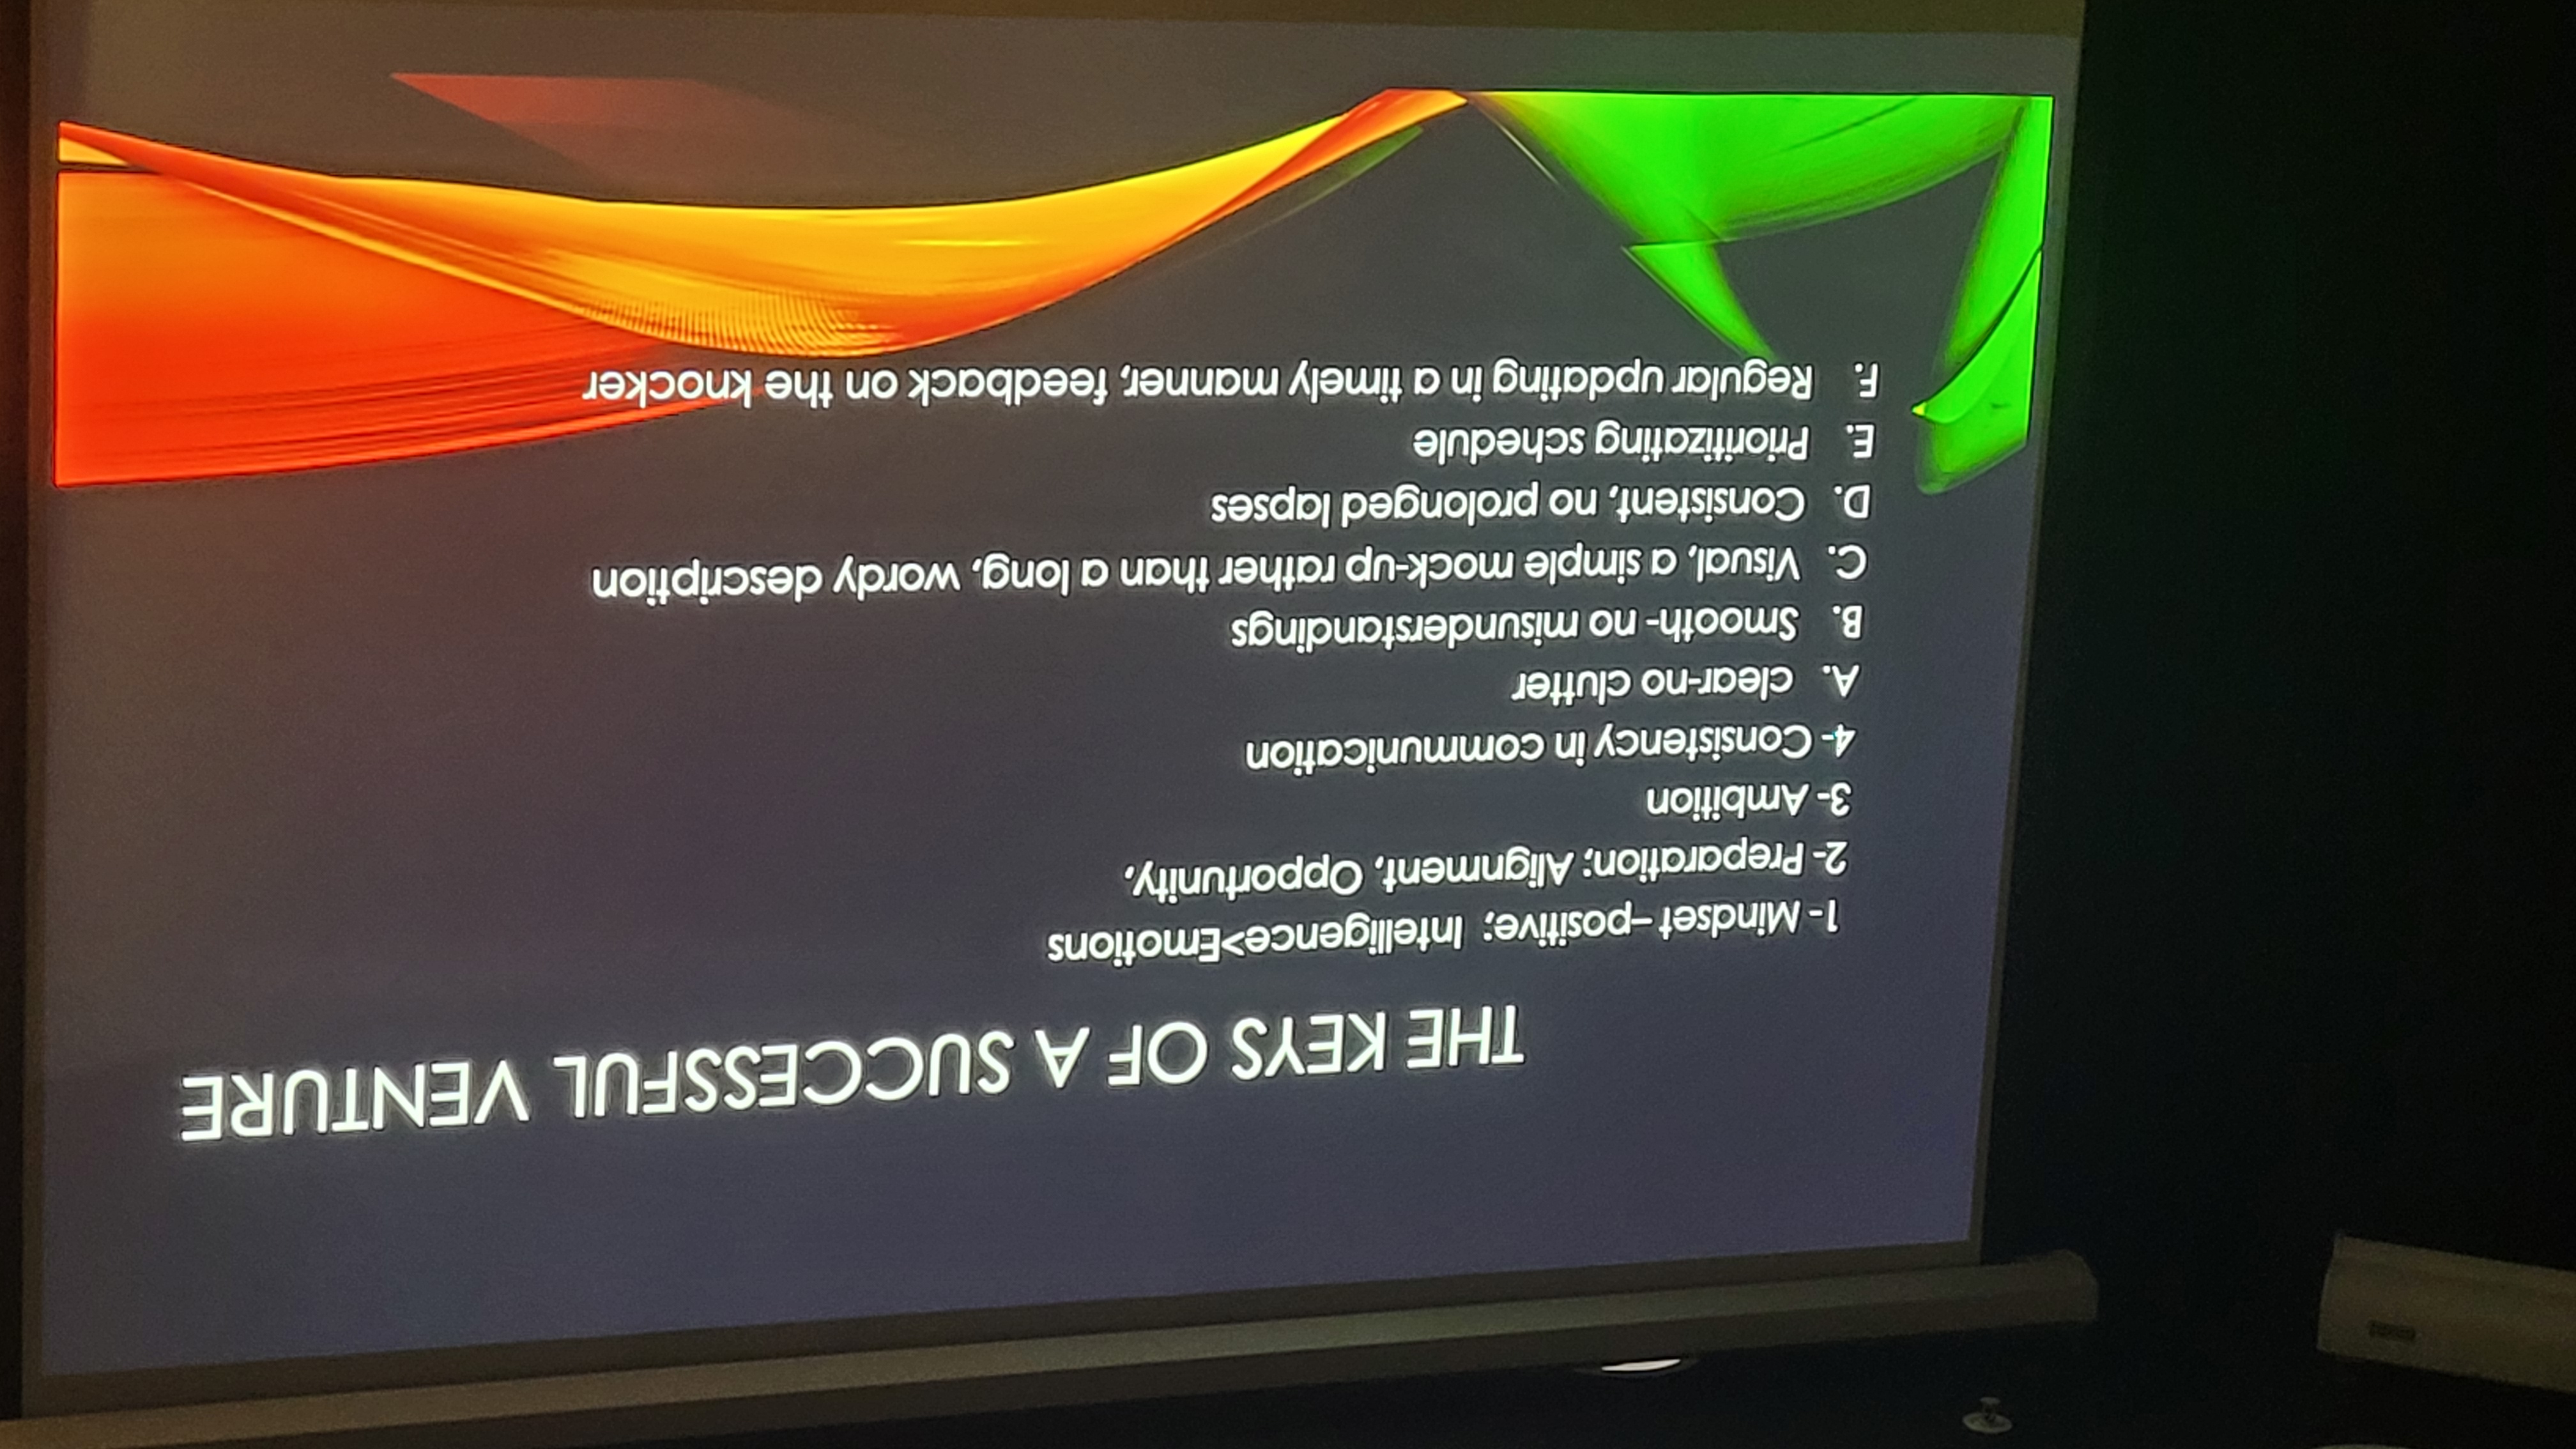 THE KEYS OF A SUCCESSFUL VENTURE
1- Mindset –positive; Intelligence>Emotions
2- Preparation; Alignment, Opportunity,
3- Ambition
4- Consistency in communication
A. clear-no clutter
B. Smooth- no misunderstandings
C. Visual, a simple mock-up rather than a long, wordy description
D. Consistent, no prolonged lapses
E. Prioritizating schedule
F. Regular updating in a timely manner, feedback on the knocker